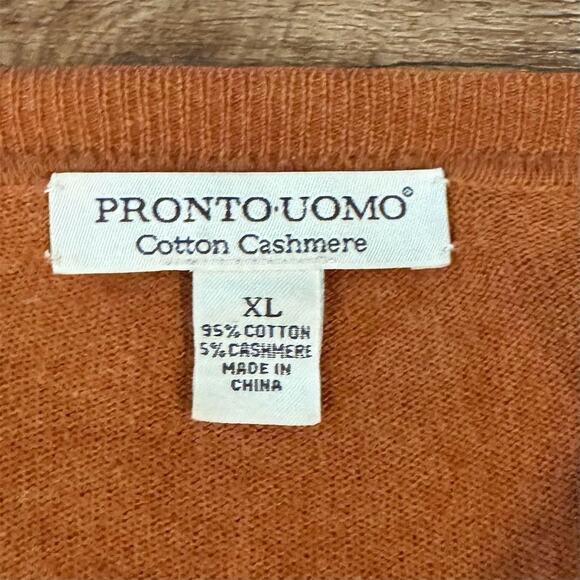 PRONTO·UOMO®
Cotton Cashmere
XL
95% COTTON
5% CASHMERE
MADE IN
CHINA